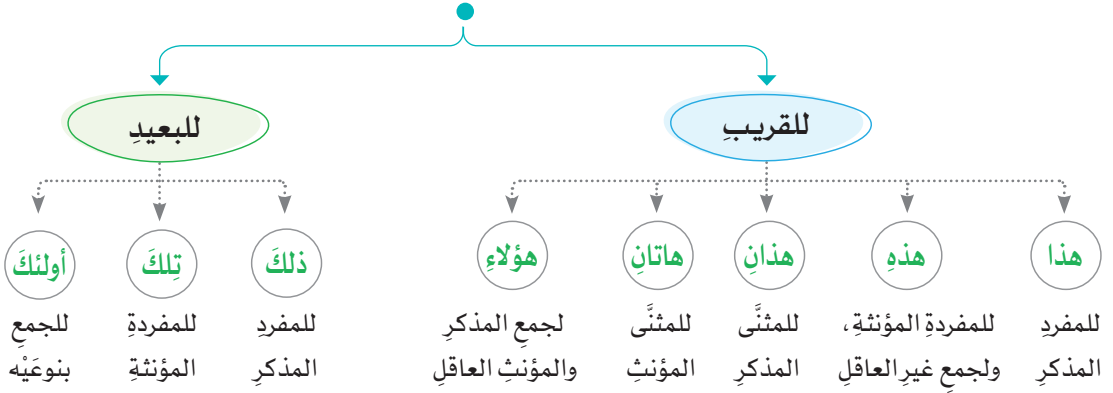 للقريبِ
للبعيدِ
هذا
هذهِ
هذانِ
هاتانِ
هؤلاءِ
ذلكَ
تِلكَ
أولئكَ
للمفردِ
المذكرِ
للمفردةِ المؤنثةِ،
ولجمعِ غيرِ العاقلِ
للمثنَّى
المذكرِ
للمثنَّى
المؤنثِ
لجمعِ المذكرِ
والمؤنثِ العاقلِ
للمفردِ
المذكرِ
للمفردةِ
المؤنثةِ
للجمعِ
بنوعَيْه